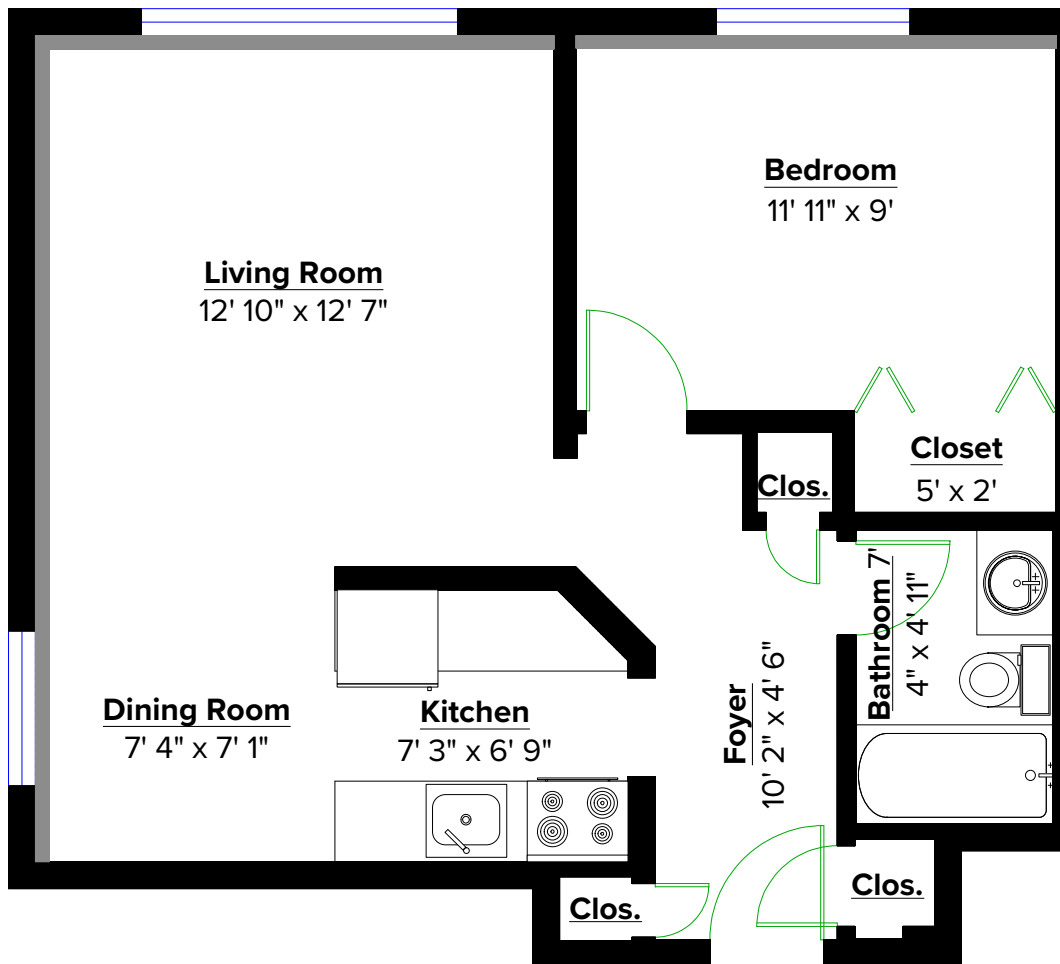 Bedroom
11' 11" x 9'
Living Room
12' 10" x 12' 7"
Closet
5' x 2'
Clos.
Bathroom 7'
4" x 4' 11"
Foyer
10' 2" x 4' 6"
Dining Room
7' 4" x 7' 1"
Kitchen
7' 3" x 6' 9"
Clos.
Clos.